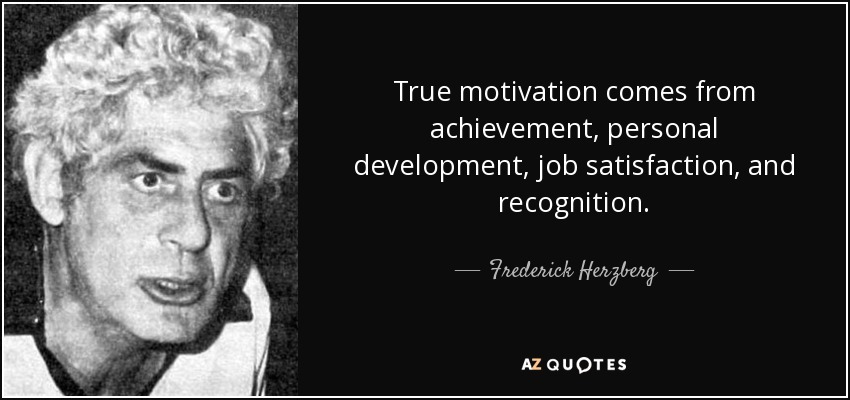 True motivation comes from
achievement, personal
development, job satisfaction, and
recognition.
Frederick Herzberg
AZ QUOTES